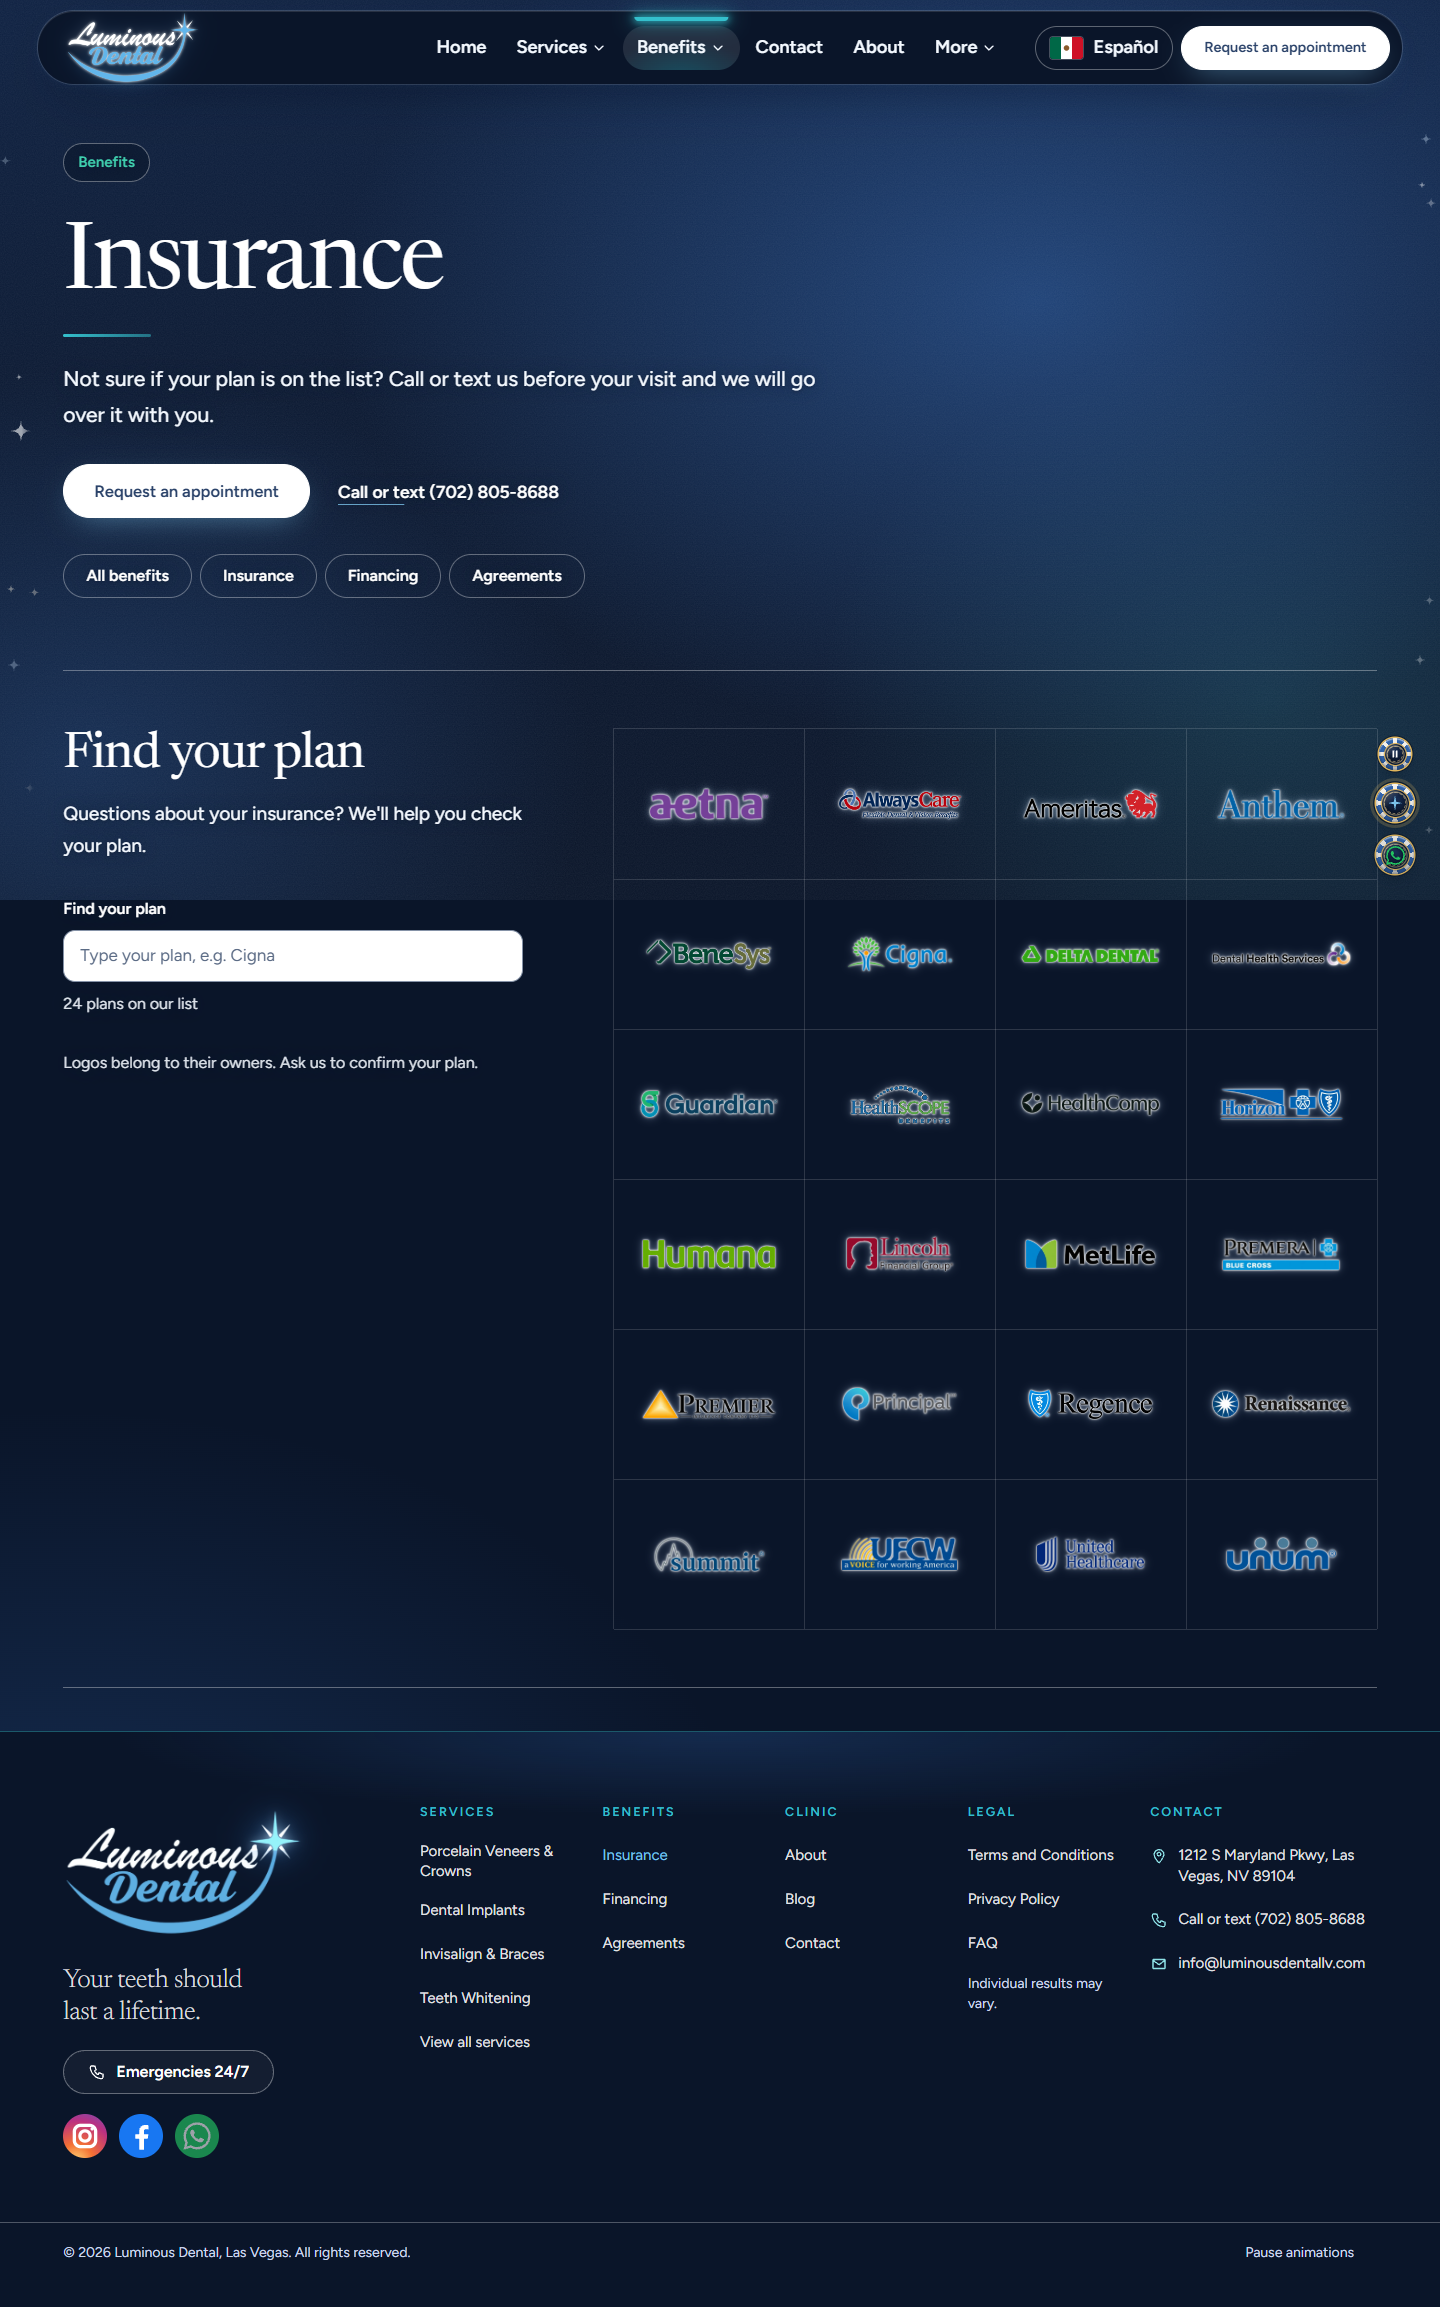 Luminous
Dental
Home
Services
Benefits
Contact
About
More
Español
Request an appointment
Benefits
Insurance
Not sure if your plan is on the list? Call or text us before your visit and we will go
over it with you.
Request an appointment
Call or text (702) 805-8688
All benefits
Insurance
Financing
Agreements
Find your plan
Questions about your insurance? We'll help you check
your plan.
Find your plan
Type your plan, e.g. Cigna
24 plans on our list
Logos belong to their owners. Ask us to confirm your plan.
aetna
AlwaysCare
Ameritas
Anthem
BeneSys
Cigna
DELTA DENTAL
Dental Health Services
Guardian
HealthSCOPE
BENEFITS
HealthComp
Horizon
Humana
Lincoln
Financial Group
MetLife
PREMERA
BLUE CROSS
PREMIER
Principal
Regence
Renaissance
summit
UFCW
a VOICE for working America
United
Healthcare
unum
Luminous
Dental
Your teeth should
last a lifetime.
Emergencies 24/7
SERVICES
Porcelain Veneers &
Crowns
Dental Implants
Invisalign & Braces
Teeth Whitening
View all services
BENEFITS
Insurance
Financing
Agreements
CLINIC
About
Blog
Contact
LEGAL
Terms and Conditions
Privacy Policy
FAQ
Individual results may
vary.
CONTACT
1212 S Maryland Pkwy, Las
Vegas, NV 89104
Call or text (702) 805-8688
info@luminousdentallv.com
© 2026 Luminous Dental, Las Vegas. All rights reserved.
Pause animations